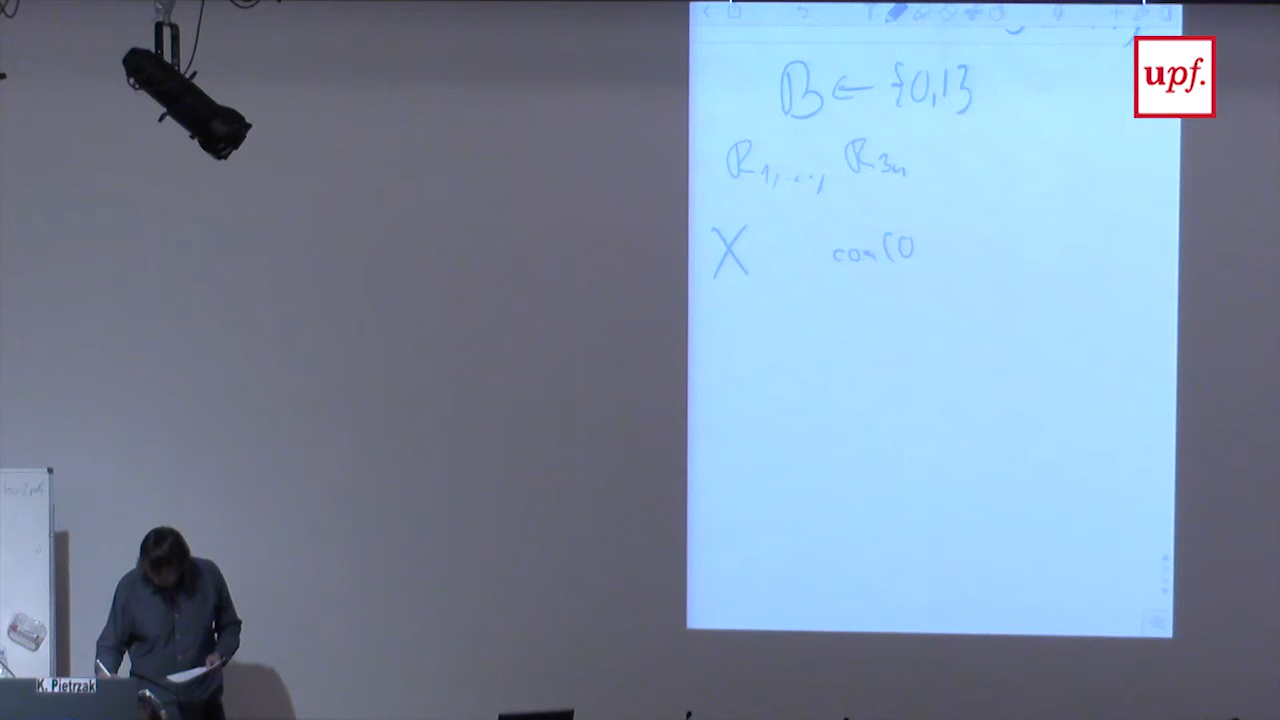 upf.
B ← {0,1}
R₁,...,R₃ₙ
X com(0
K. Pietrzak